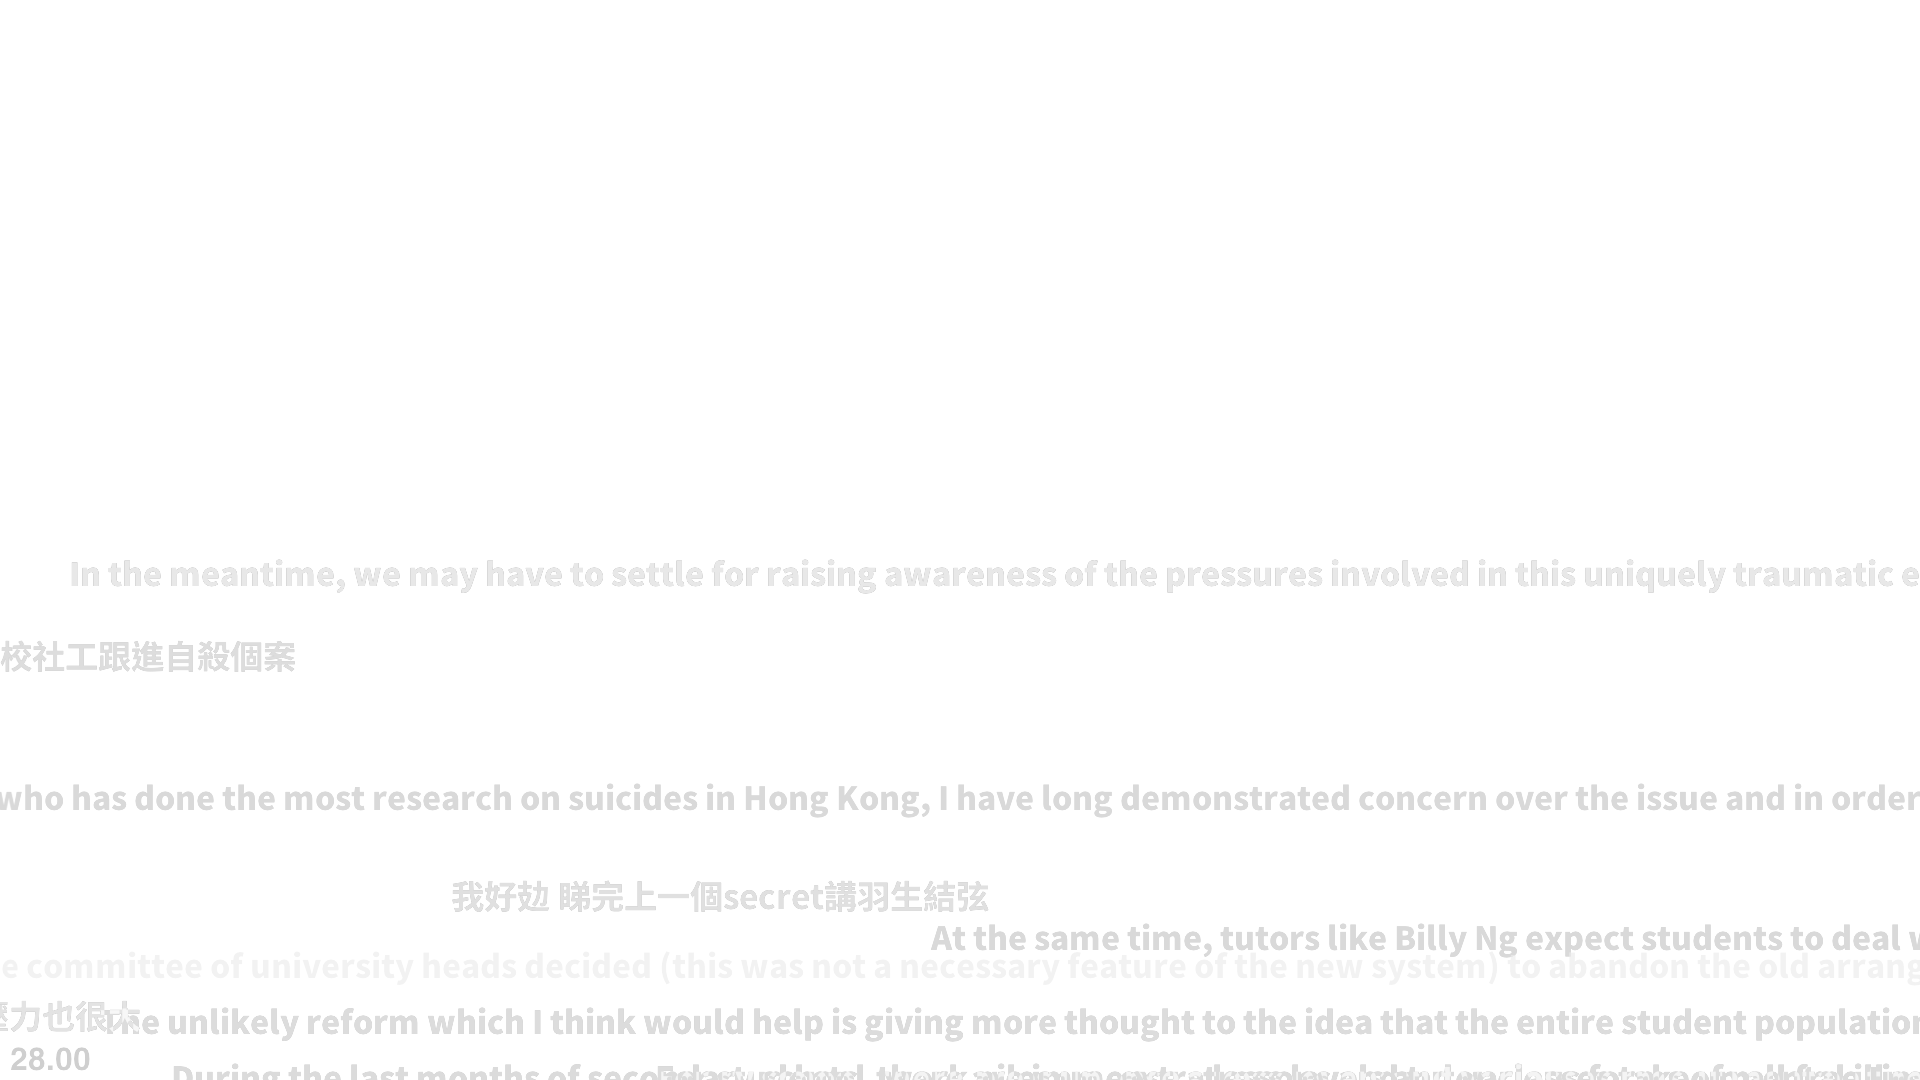 In the meantime, we may have to settle for raising awareness of the pressures involved in this uniquely traumatic
校社工跟進自殺個案
who has done the most research on suicides in Hong Kong, I have long demonstrated concern over the issue and in order
我好攰 睇完上一個secret講羽生結弦
At the same time, tutors like Billy Ng expect students to deal
committee of university heads decided (this was not a necessary feature of the new system) to abandon the old
力也很大
One unlikely reform which I think would help is giving more thought to the idea that the entire student population
28.00
During the last months of